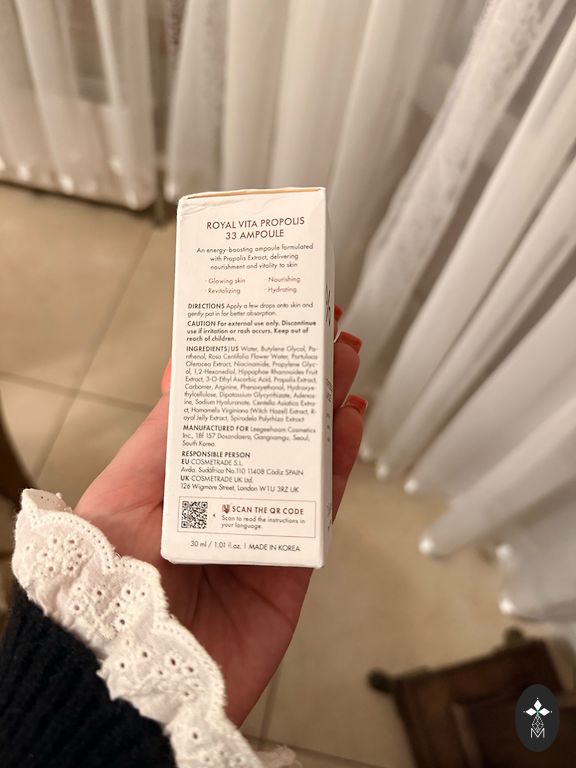 ROYAL VITA PROPOLIS
33 AMPOULE
An energy-boosting ampoule formulated
with Propolis Extract, delivering
nourishment and vitality to skin
· Glowing skin · Nourishing
· Revitalizing · Hydrating
DIRECTIONS Apply a few drops onto skin and
gently pat in for better absorption.
CAUTION For external use only. Discontinue
use if irritation or rash occurs. Keep out of
reach of children.
INGREDIENTS|US Water, Butylene Glycol, Pa-
nthenol, Rosa Centifolia Flower Water, Portulaca
Oleracea Extract, Niacinamide, Propylene Glyc-
ol, 1,2-Hexanediol, Hippophae Rhamnoides Fruit
Extract, 3-O-Ethyl Ascorbic Acid, Propolis Extract,
Carbomer, Arginine, Phenoxyethanol, Hydroxye-
thylcellulose, Dipotassium Glycyrrhizate, Adenos-
ine, Sodium Hyaluronate, Centella Asiatica Extra-
ct, Hamamelis Virginiana (Witch Hazel) Extract, R-
oyal Jelly Extract, Spirodela Polyrhiza Extract
MANUFACTURED FOR Leegeehaam Cosmetics
Inc., 18F 157 Dosandaero, Gangnamgu, Seoul,
South Korea.
RESPONSIBLE PERSON
EU COSMETRADE S.L.
Avda. Sudáfrica No.110 11408 Cádiz SPAIN
UK COSMETRADE UK Ltd.
126 Wigmore Street, London W1U 3RZ UK
SCAN THE QR CODE
Scan to read the instructions in
your language.
30 ml / 1.01 fl.oz. | MADE IN KOREA